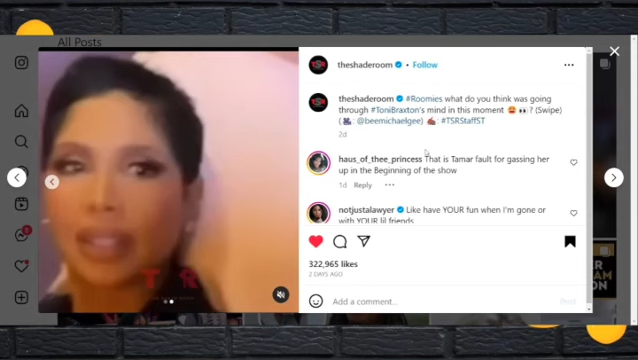 All Posts
TSR
theshaderoom • Follow
theshaderoom #Roomies what do you think was going
through #ToniBraxton's mind in this moment 😩 👀? (Swipe)
(📸: @beemichaelgee) ✍🏾: #TSRStaffST
2d
haus_of_thee_princess That is Tamar fault for gassing her
up in the Beginning of the show
1d Reply
notjustalawyer Like have YOUR fun when I'm gone or
with YOUR lil friends
322,965 likes
2 DAYS AGO
Add a comment...
Post